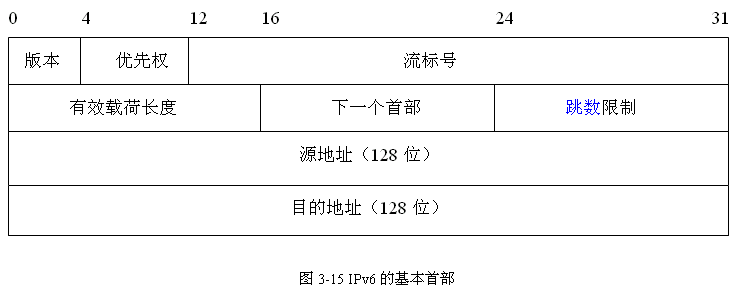 0 4 12 16 24 31
版本 优先权 流标号
有效载荷长度 下一个首部 跳数限制
源地址（128 位）
目的地址（128 位）
图 3-15 IPv6 的基本首部